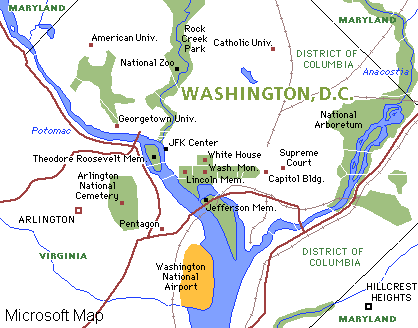 MARYLAND
Rock
Creek
Park
MARYLAND
American Univ.
Catholic Univ.
National Zoo
DISTRICT OF
COLUMBIA
Anacostia
WASHINGTON, D.C.
Georgetown Univ.
National
Arboretum
Potomac
JFK Center
Theodore Roosevelt Mem.
White House
Wash. Mon.
Supreme
Court
Lincoln Mem.
Capitol Bldg.
Arlington
National
Cemetery
Jefferson Mem.
ARLINGTON
Pentagon
VIRGINIA
Washington
National
Airport
DISTRICT OF
COLUMBIA
HILLCREST
HEIGHTS
Microsoft Map
MARYLAND